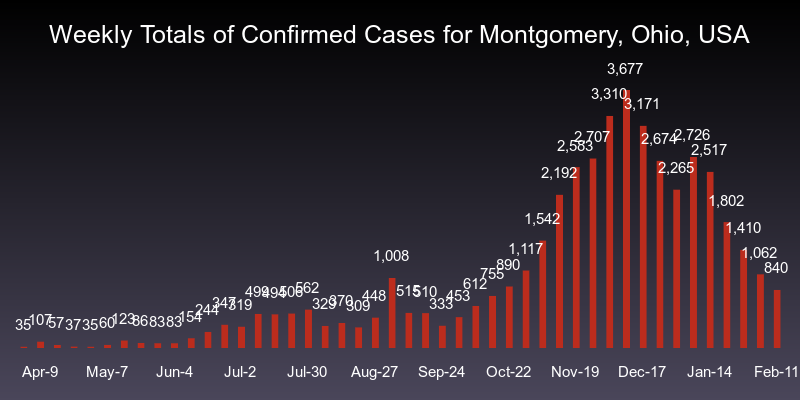 Weekly Totals of Confirmed Cases for Montgomery, Ohio, USA
35 107 57 37 35 60 123 86 83 83 154 244 347 319 499 494 506 562 329 370 309 448 1,008 515 510 333 453 612 755 890 1,117 1,542 2,192 2,583 2,707 3,310 3,677 3,171 2,674 2,265 2,726 2,517 1,802 1,410 1,062 840
Apr-9 May-7 Jun-4 Jul-2 Jul-30 Aug-27 Sep-24 Oct-22 Nov-19 Dec-17 Jan-14 Feb-11